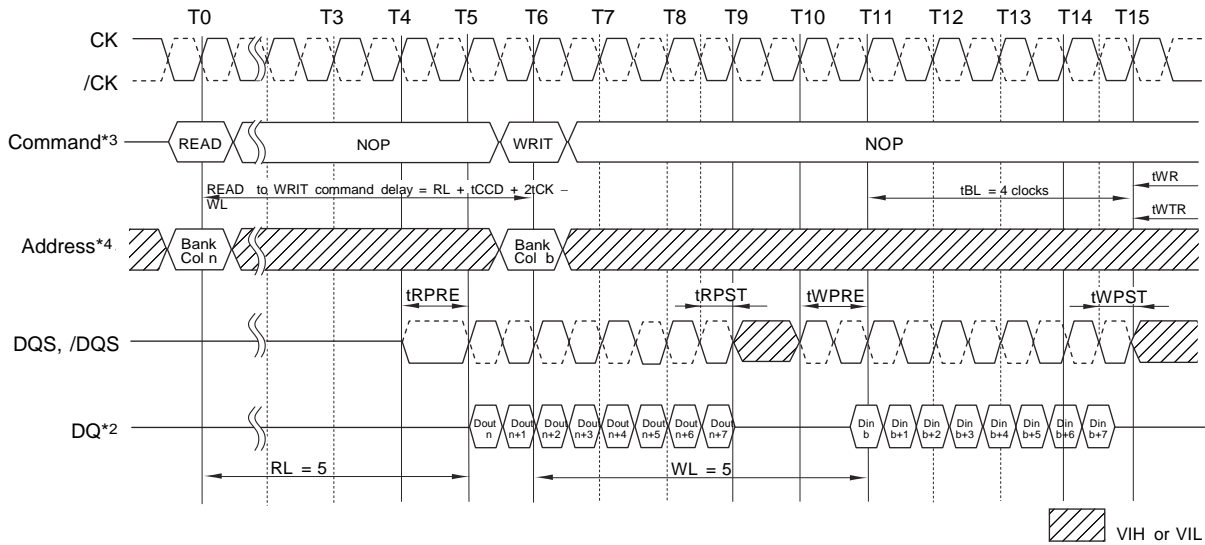 T0 T3 T4 T5 T6 T7 T8 T9 T10 T11 T12 T13 T14 T15
CK
/CK
Command*3 READ NOP WRIT NOP
READ to WRIT command delay = RL + tCCD + 2tCK −
WL
tBL = 4 clocks
tWR
tWTR
Address*4 Bank Col n Bank Col b
tRPRE tRPST tWPRE tWPST
DQS, /DQS
DQ*2 Dout n Dout n+1 Dout n+2 Dout n+3 Dout n+4 Dout n+5 Dout n+6 Dout n+7 Din b Din b+1 Din b+2 Din b+3 Din b+4 Din b+5 Din b+6 Din b+7
RL = 5 WL = 5
VIH or VIL